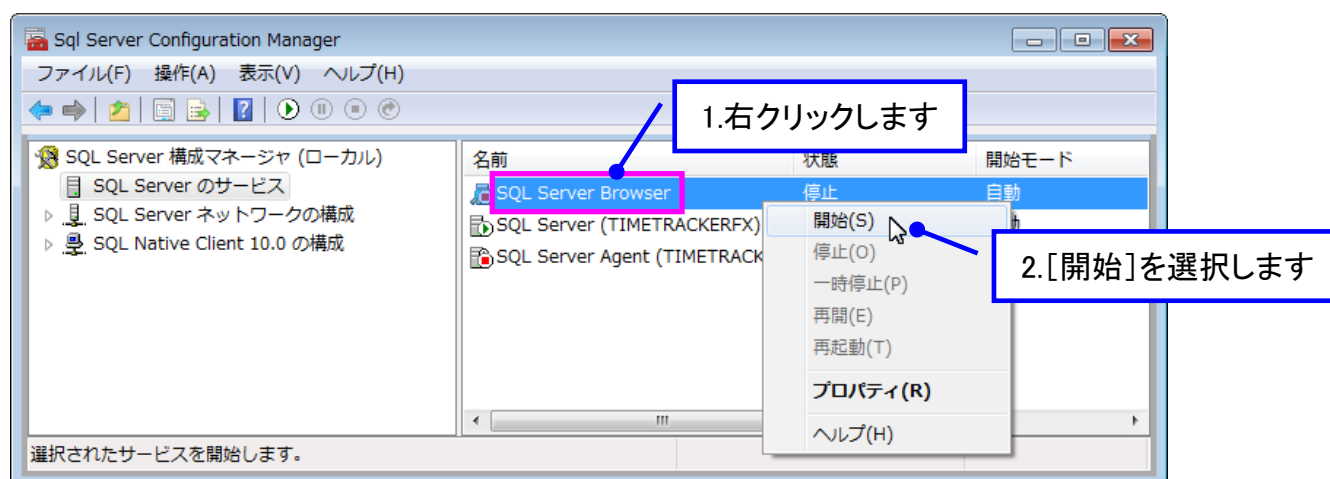 Sql Server Configuration Manager
ファイル(F) 操作(A) 表示(V) ヘルプ(H)
1.右クリックします
SQL Server 構成マネージャ (ローカル)
SQL Server のサービス
SQL Server ネットワークの構成
SQL Native Client 10.0 の構成
名前 状態 開始モード
SQL Server Browser 停止 自動
SQL Server (TIMETRACKERFX)
SQL Server Agent (TIMETRACK
開始(S)
停止(O)
一時停止(P)
再開(E)
再起動(T)
プロパティ(R)
ヘルプ(H)
2.[開始]を選択します
選択されたサービスを開始します。